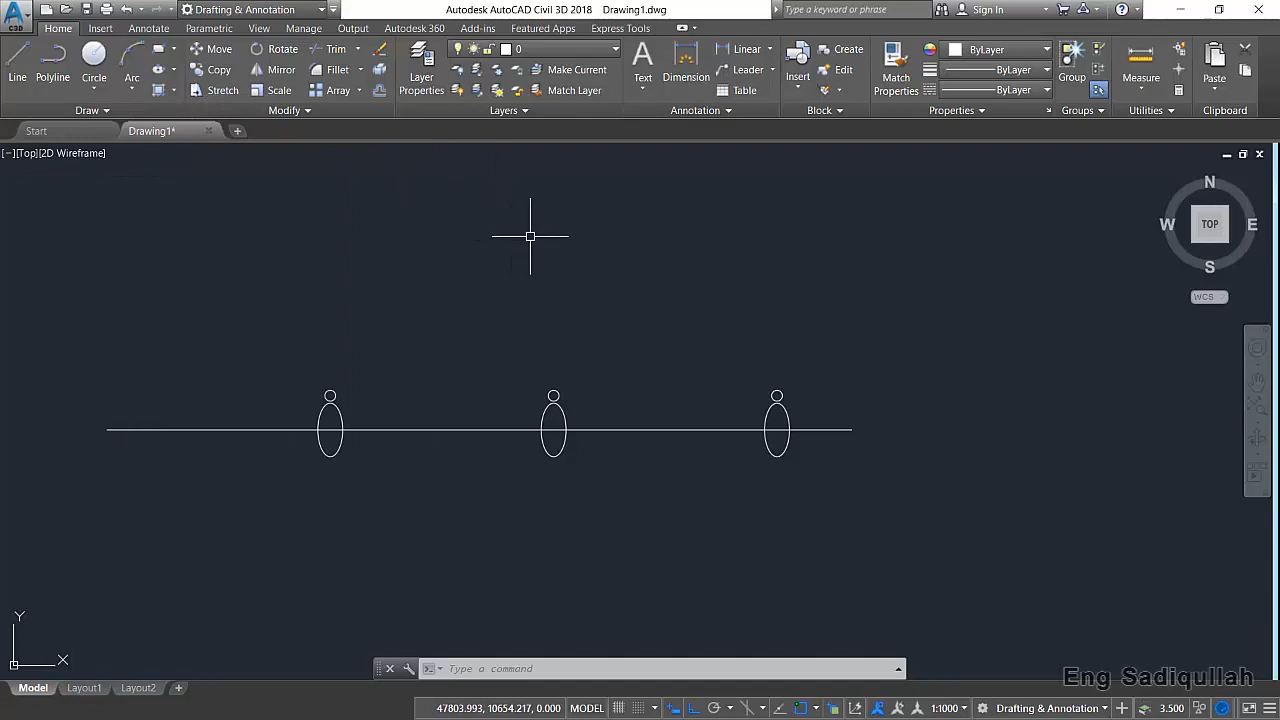 C3D
Drafting & Annotation
Autodesk AutoCAD Civil 3D 2018 Drawing1.dwg
Type a keyword or phrase
Sign In
Home Insert Annotate Parametric View Manage Output Autodesk 360 Add-ins Featured Apps Express Tools
Line Polyline Circle Arc
Move Rotate Trim
Copy Mirror Fillet
Stretch Scale Array
Layer Properties
0
Make Current
Match Layer
Text Dimension
Linear
Leader
Table
Insert
Create
Edit
Match Properties
ByLayer
ByLayer
ByLayer
Group
Measure
Paste
Draw Modify Layers Annotation Block Properties Groups Utilities Clipboard
Start Drawing1*
[−][Top][2D Wireframe]
N
W TOP E
S
WCS
Y
X
Type a command
Eng Sadiqullah
Model Layout1 Layout2
47803.993, 10654.217, 0.000 MODEL 1:1000 Drafting & Annotation 3.500